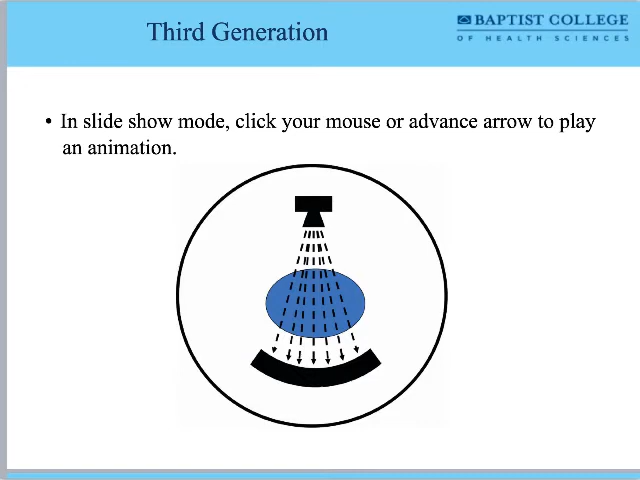 Third Generation
BAPTIST COLLEGE
OF HEALTH SCIENCES
• In slide show mode, click your mouse or advance arrow to play
an animation.